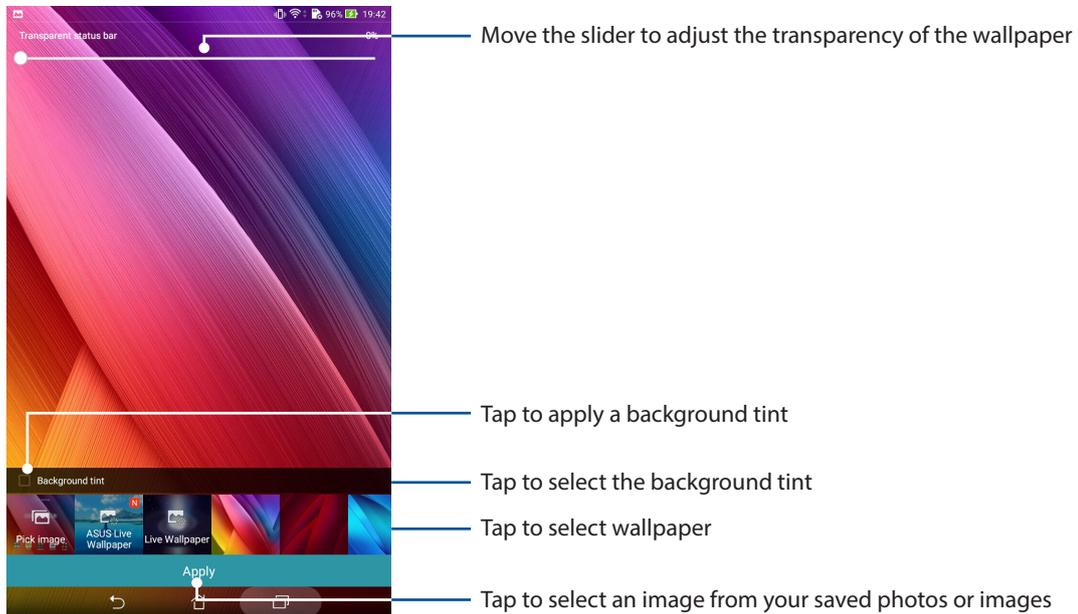 96% 19:42
Transparent status bar 0%
Move the slider to adjust the transparency of the wallpaper
Tap to apply a background tint
Background tint
Tap to select the background tint
Pick image
ASUS Live
Wallpaper
N
Live Wallpaper
Tap to select wallpaper
Apply
Tap to select an image from your saved photos or images